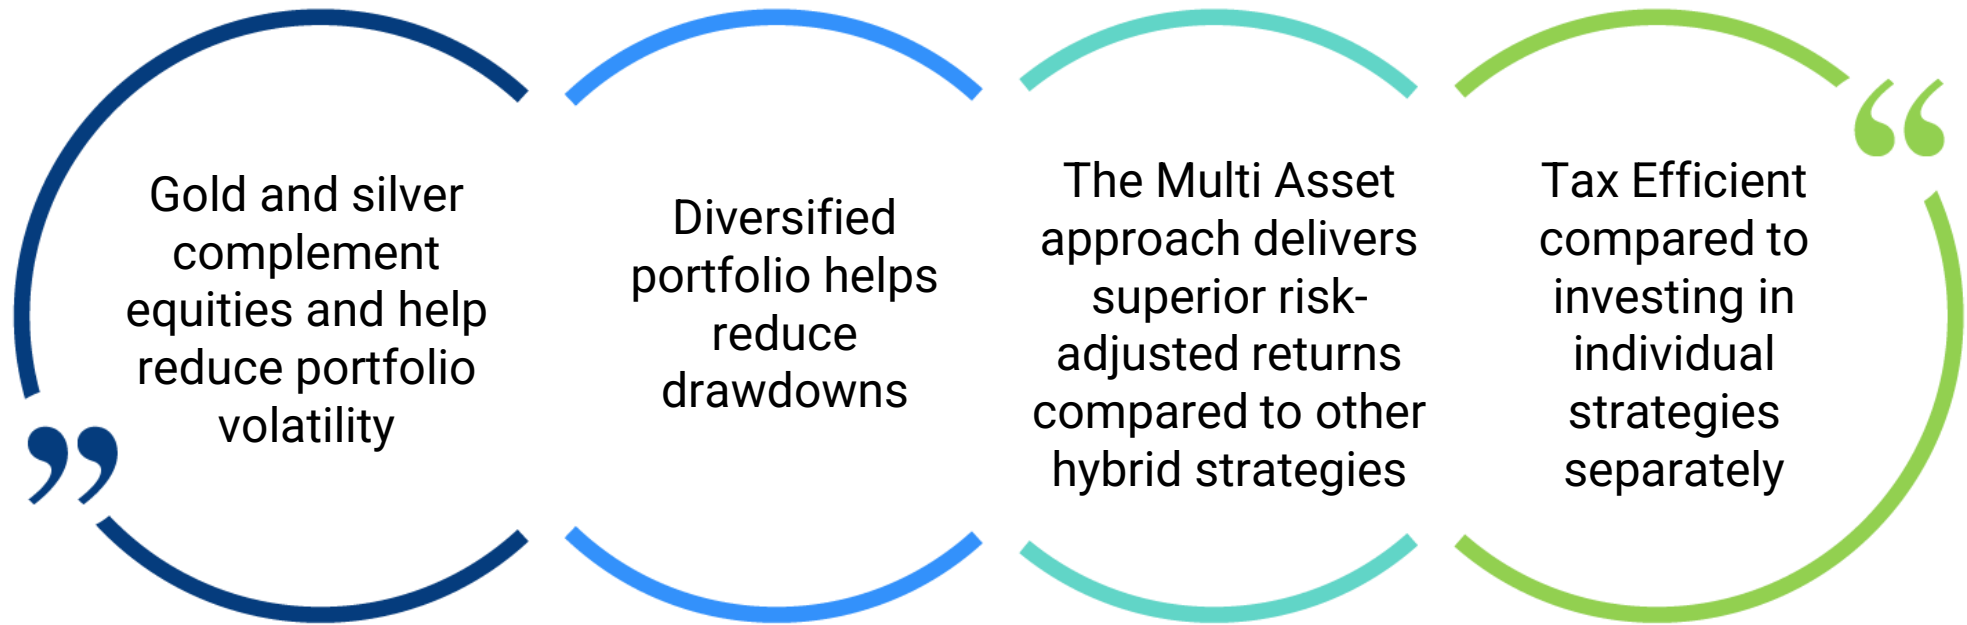 Gold and silver
complement
equities and help
reduce portfolio
volatility
Diversified
portfolio helps
reduce
drawdowns
The Multi Asset
approach delivers
superior risk-
adjusted returns
compared to other
hybrid strategies
Tax Efficient
compared to
investing in
individual
strategies
separately